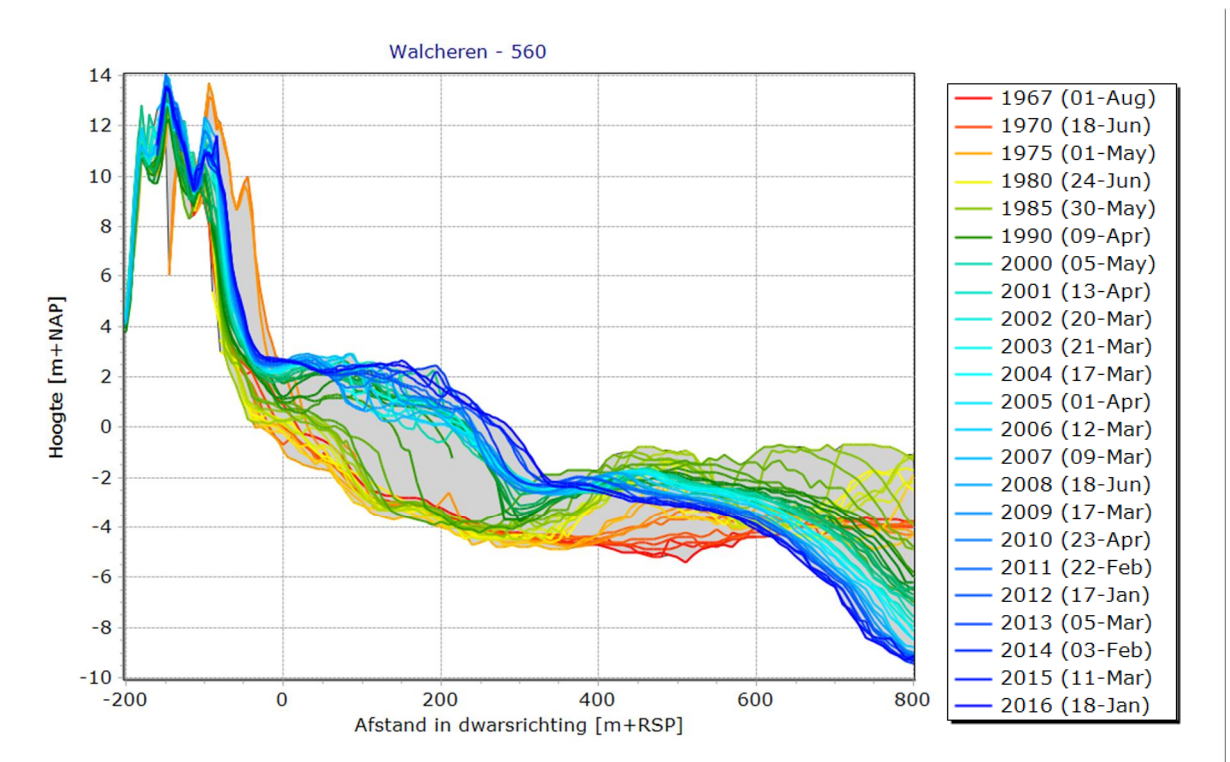 Walcheren - 560
Hoogte [m+NAP]
14
12
10
8
6
4
2
0
-2
-4
-6
-8
-10
-200
0
200
400
600
800
Afstand in dwarsrichting [m+RSP]
1967 (01-Aug)
1970 (18-Jun)
1975 (01-May)
1980 (24-Jun)
1985 (30-May)
1990 (09-Apr)
2000 (05-May)
2001 (13-Apr)
2002 (20-Mar)
2003 (21-Mar)
2004 (17-Mar)
2005 (01-Apr)
2006 (12-Mar)
2007 (09-Mar)
2008 (18-Jun)
2009 (17-Mar)
2010 (23-Apr)
2011 (22-Feb)
2012 (17-Jan)
2013 (05-Mar)
2014 (03-Feb)
2015 (11-Mar)
2016 (18-Jan)